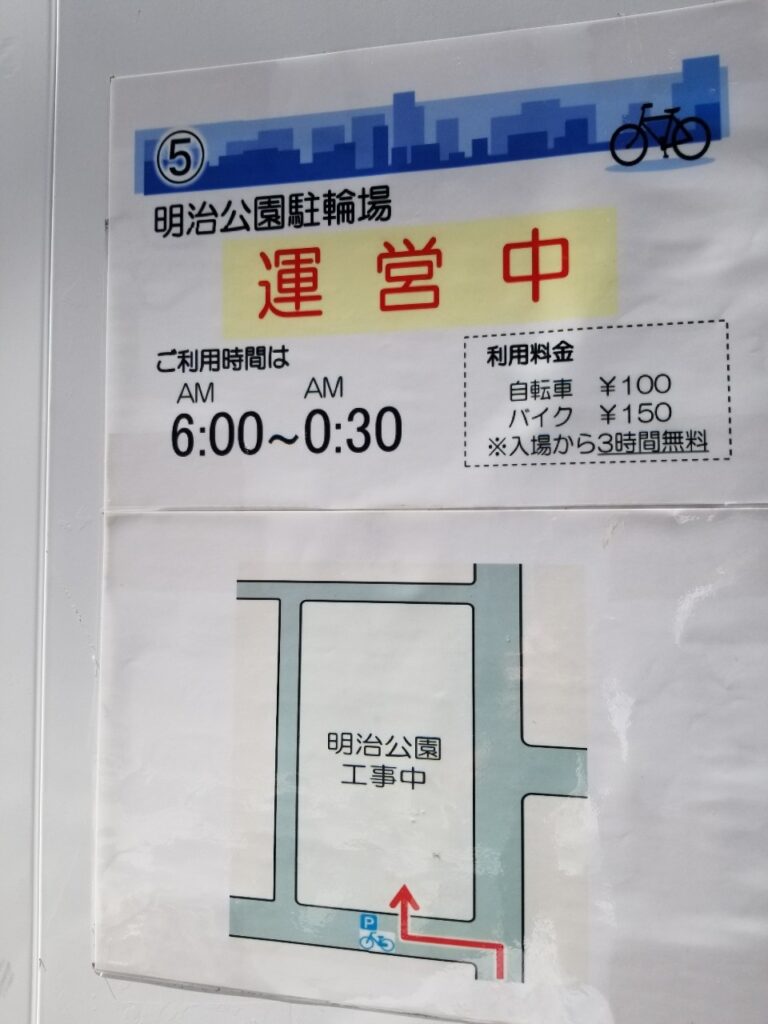 ⑤
明治公園駐輪場
運営中
ご利用時間は
AM AM
6:00~0:30
利用料金
自転車 ¥100
バイク ¥150
※入場から3時間無料
明治公園
工事中
P